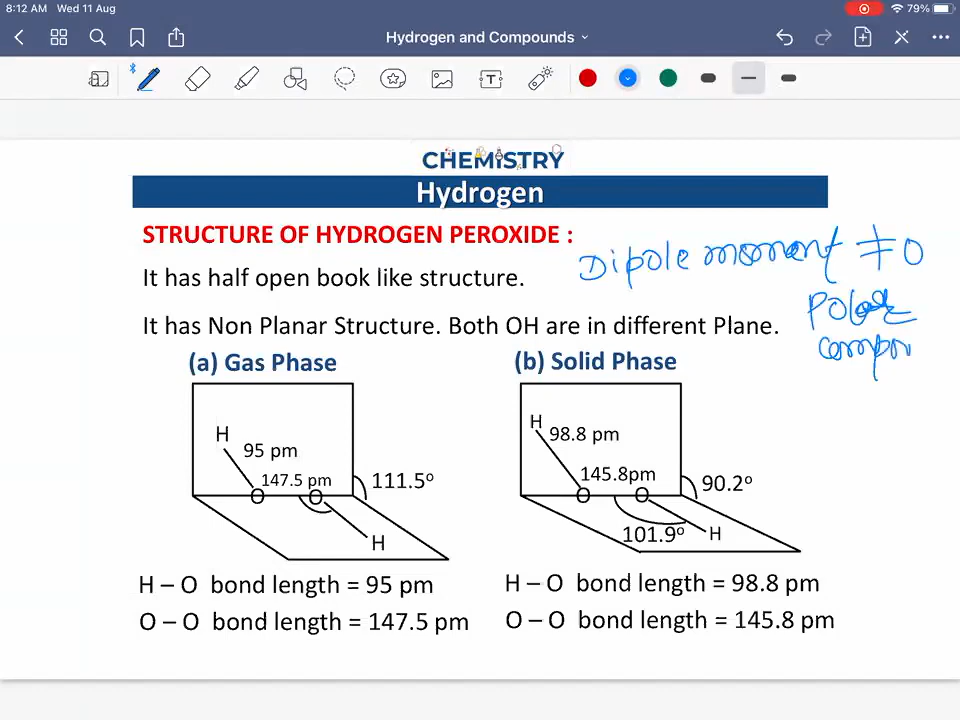 8:12 AM Wed 11 Aug
79%
Hydrogen and Compounds
CHEMISTRY
Hydrogen
STRUCTURE OF HYDROGEN PEROXIDE :
Dipole moment ≠ 0
It has half open book like structure.
Polar
It has Non Planar Structure. Both OH are in different Plane.
(a) Gas Phase
(b) Solid Phase
H
95 pm
147.5 pm
O
O
111.5°
H
H
98.8 pm
145.8pm
O
O
90.2°
101.9°
H
H – O bond length = 95 pm
O – O bond length = 147.5 pm
H – O bond length = 98.8 pm
O – O bond length = 145.8 pm